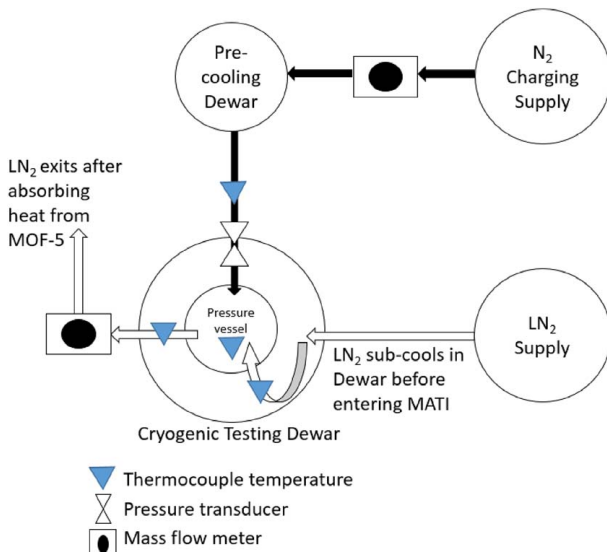 Pre-
cooling
Dewar
N₂
Charging
Supply
LN₂ exits after
absorbing
heat from
MOF-5
Pressure
vessel
LN₂
Supply
LN₂ sub-cools in
Dewar before
entering MATI
Cryogenic Testing Dewar
Thermocouple temperature
Pressure transducer
Mass flow meter